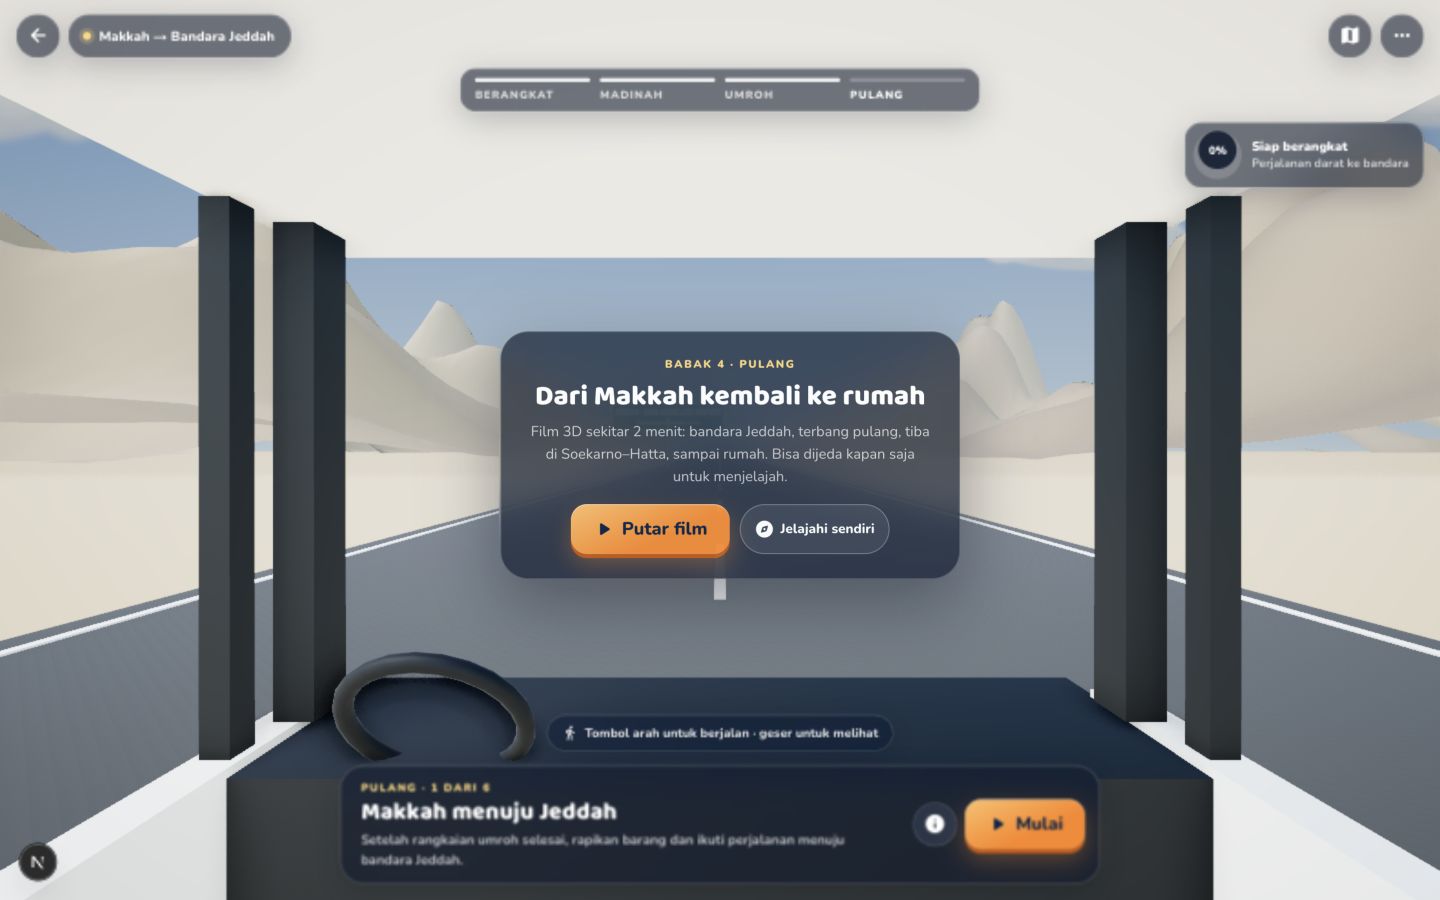 Makkah → Bandara Jeddah
BERANGKAT
MADINAH
UMROH
PULANG
0%
Siap berangkat
Perjalanan darat ke bandara
BABAK 4 · PULANG
Dari Makkah kembali ke rumah
Film 3D sekitar 2 menit: bandara Jeddah, terbang pulang, tiba
di Soekarno–Hatta, sampai rumah. Bisa dijeda kapan saja
untuk menjelajah.
Putar film
Jelajahi sendiri
Tombol arah untuk berjalan · geser untuk melihat
PULANG · 1 DARI 6
Makkah menuju Jeddah
Setelah rangkaian umroh selesai, rapikan barang dan ikuti perjalanan menuju
bandara Jeddah.
Mulai
N